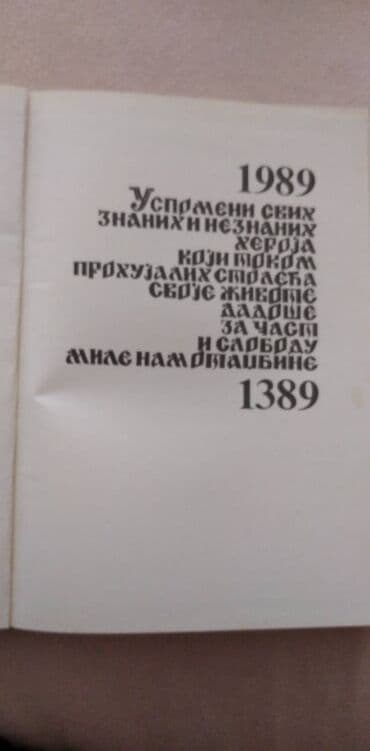 1989
Успомени свих
знаних и незнаних
хероја
који током
прохујалих столећа
своје животе
дадоше
за част
и слободу
миле нам отаџбине
1389